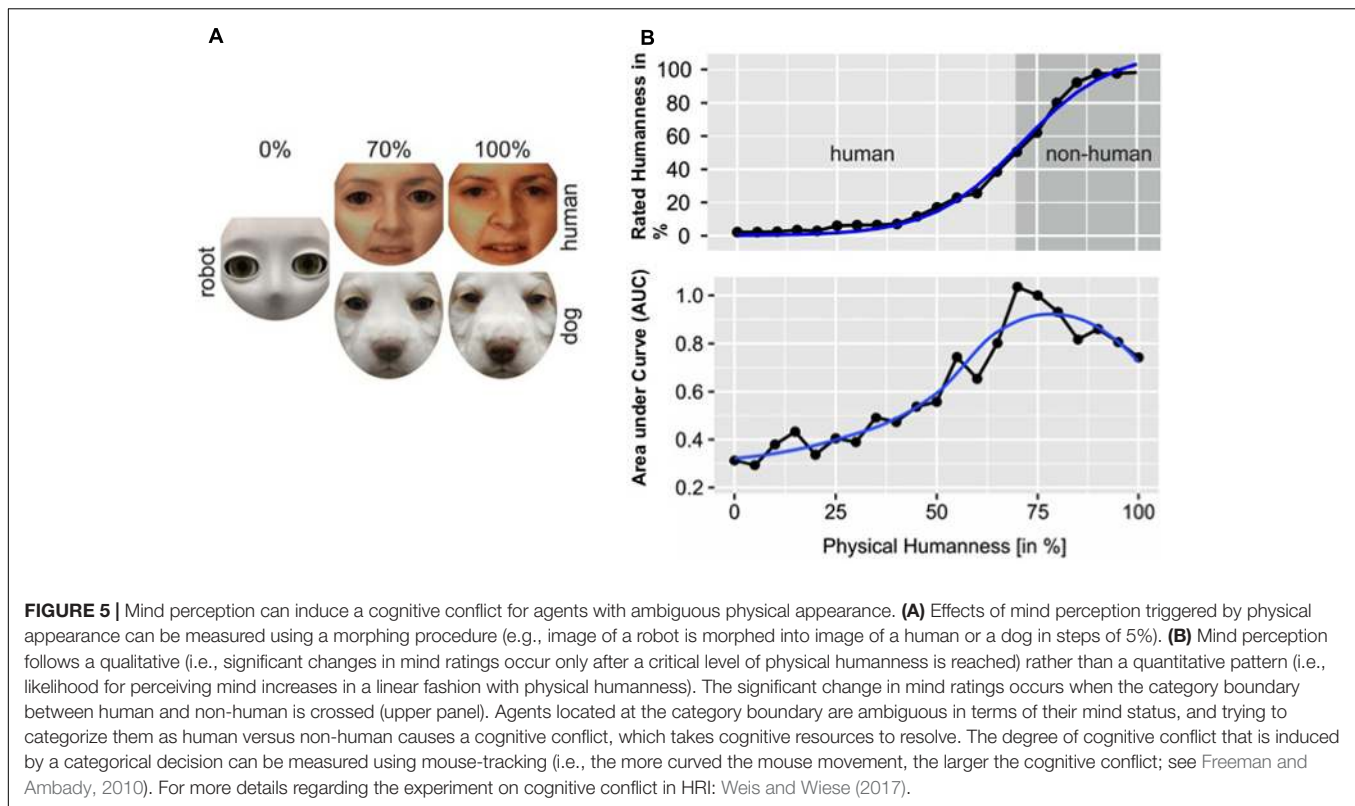 A
0%
70%
100%
robot
human
dog
B
Rated Humanness in
%
100
80
60
40
20
0
human
non-human
Area under Curve (AUC)
1.0
0.8
0.6
0.4
0.2
0
25
50
75
100
Physical Humanness [in %]
FIGURE 5 | Mind perception can induce a cognitive conflict for agents with ambiguous physical appearance. (A) Effects of mind perception triggered by physical
appearance can be measured using a morphing procedure (e.g., image of a robot is morphed into image of a human or a dog in steps of 5%). (B) Mind perception
follows a qualitative (i.e., significant changes in mind ratings occur only after a critical level of physical humanness is reached) rather than a quantitative pattern (i.e.,
likelihood for perceiving mind increases in a linear fashion with physical humanness). The significant change in mind ratings occurs when the category boundary
between human and non-human is crossed (upper panel). Agents located at the category boundary are ambiguous in terms of their mind status, and trying to
categorize them as human versus non-human causes a cognitive conflict, which takes cognitive resources to resolve. The degree of cognitive conflict that is induced
by a categorical decision can be measured using mouse-tracking (i.e., the more curved the mouse movement, the larger the cognitive conflict; see Freeman and
Ambady, 2010). For more details regarding the experiment on cognitive conflict in HRI: Weis and Wiese (2017).